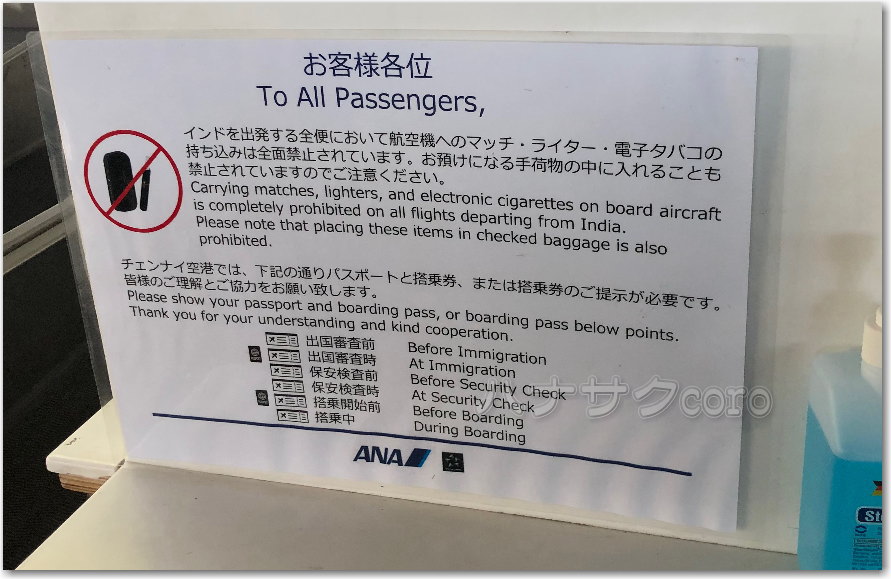 お客様各位
To All Passengers,
インドを出発する全便において航空機へのマッチ・ライター・電子タバコの
持ち込みは全面禁止されています。お預けになる手荷物の中に入れることも
禁止されていますのでご注意ください。
Carrying matches, lighters, and electronic cigarettes on board aircraft
is completely prohibited on all flights departing from India.
Please note that placing these items in checked baggage is also
prohibited.
チェンナイ空港では、下記の通りパスポートと搭乗券、または搭乗券のご提示が必要です。
皆様のご理解とご協力をお願い致します。
Please show your passport and boarding pass, or boarding pass below points.
Thank you for your understanding and kind cooperation.
出国審査前 Before Immigration
出国審査時 At Immigration
保安検査前 Before Security Check
保安検査時 At Security Check
搭乗開始前 Before Boarding
搭乗中 During Boarding
ハナサクcoro
ANA